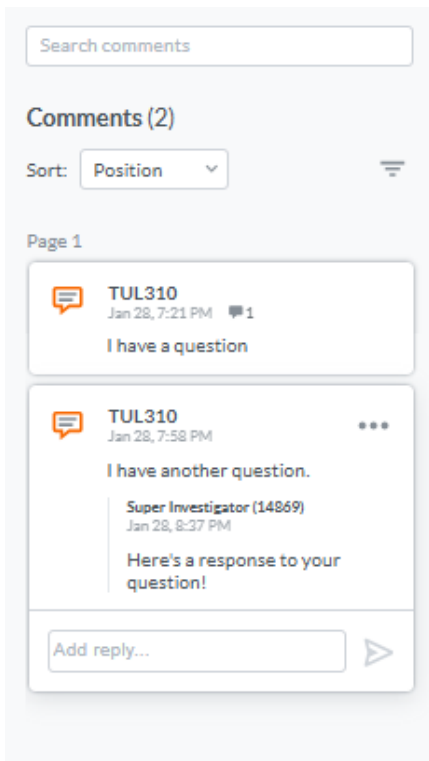 Search comments
Comments (2)
Sort: Position
Page 1
TUL310
Jan 28, 7:21 PM 1
I have a question
TUL310
Jan 28, 7:58 PM
I have another question.
Super Investigator (14869)
Jan 28, 8:37 PM
Here's a response to your
question!
Add reply...